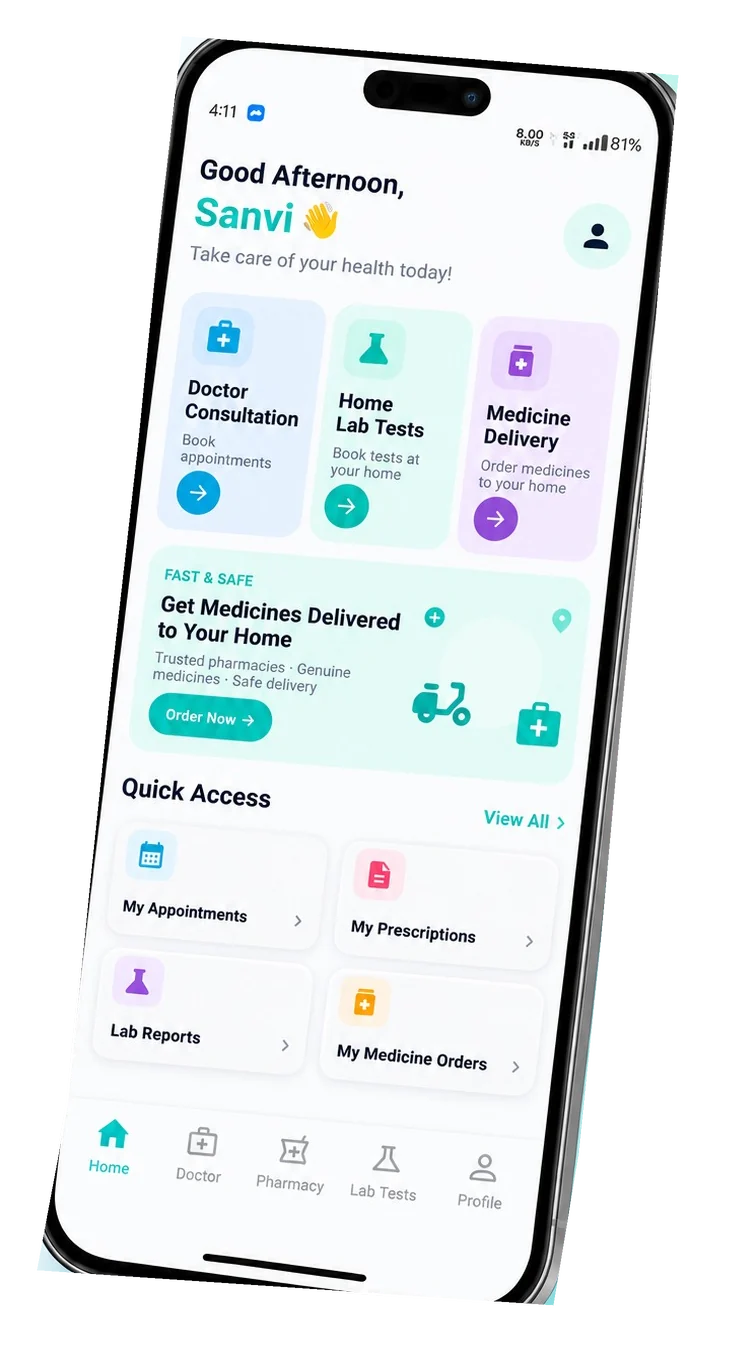 4:11
8.00
KB/S
81%
Good Afternoon,
Sanvi 👋
Take care of your health today!
Doctor
Consultation
Book
appointments
Home
Lab Tests
Book tests at
your home
Medicine
Delivery
Order medicines
to your home
FAST & SAFE
Get Medicines Delivered
to Your Home
Trusted pharmacies · Genuine
medicines · Safe delivery
Order Now →
Quick Access
View All >
My Appointments
My Prescriptions
Lab Reports
My Medicine Orders
Home
Doctor
Pharmacy
Lab Tests
Profile